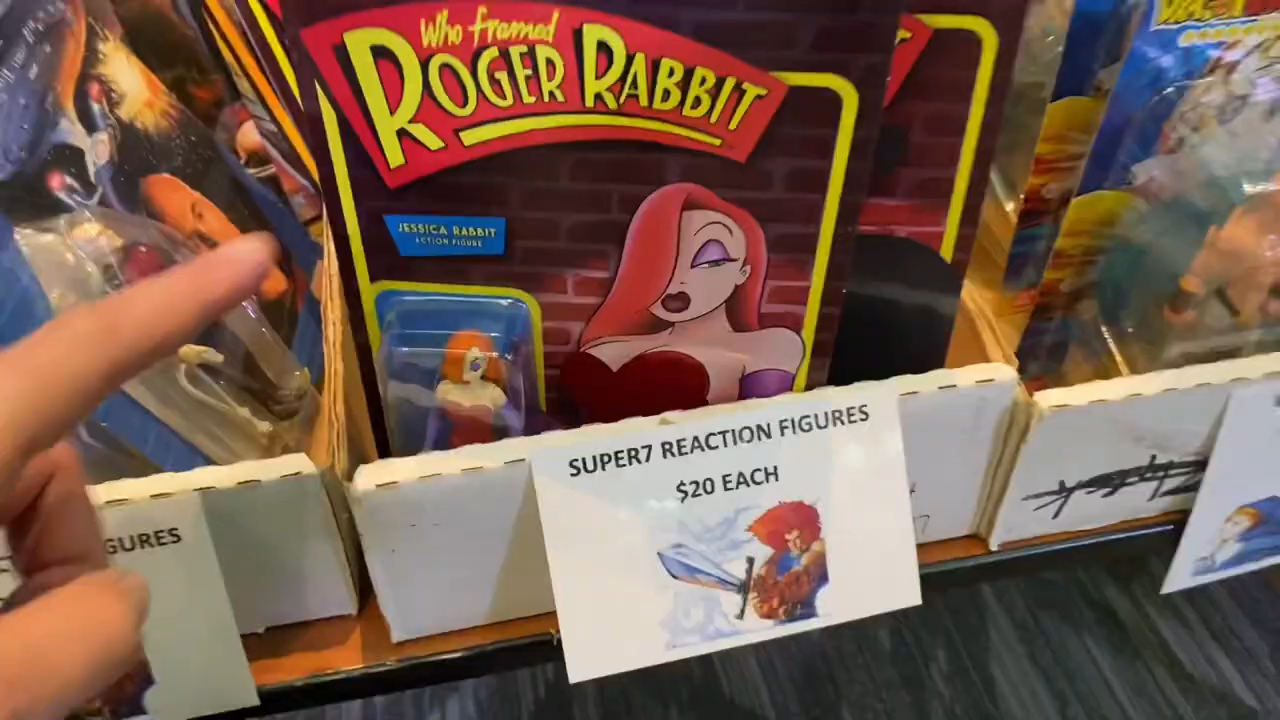 Who framed
ROGER RABBIT
JESSICA RABBIT
ACTION FIGURE
SUPER7 REACTION FIGURES
$20 EACH
GURES